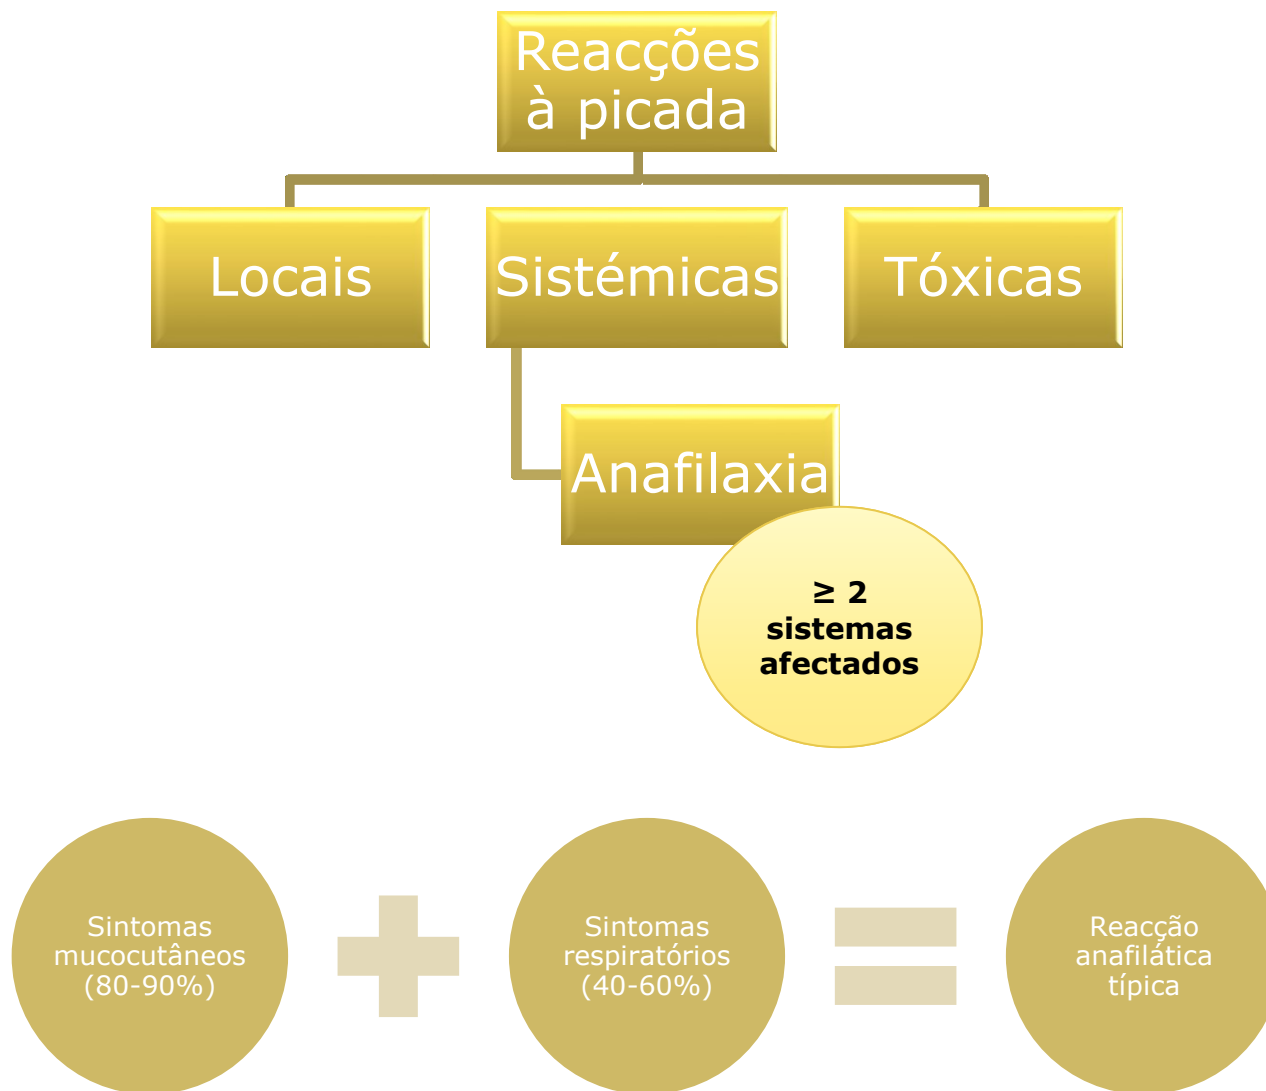 Reacções
à picada
Locais
Sistémicas
Tóxicas
Anafilaxia
≥ 2
sistemas
afectados
Sintomas
mucocutâneos
(80-90%)
Sintomas
respiratórios
(40-60%)
Reacção
anafilática
típica